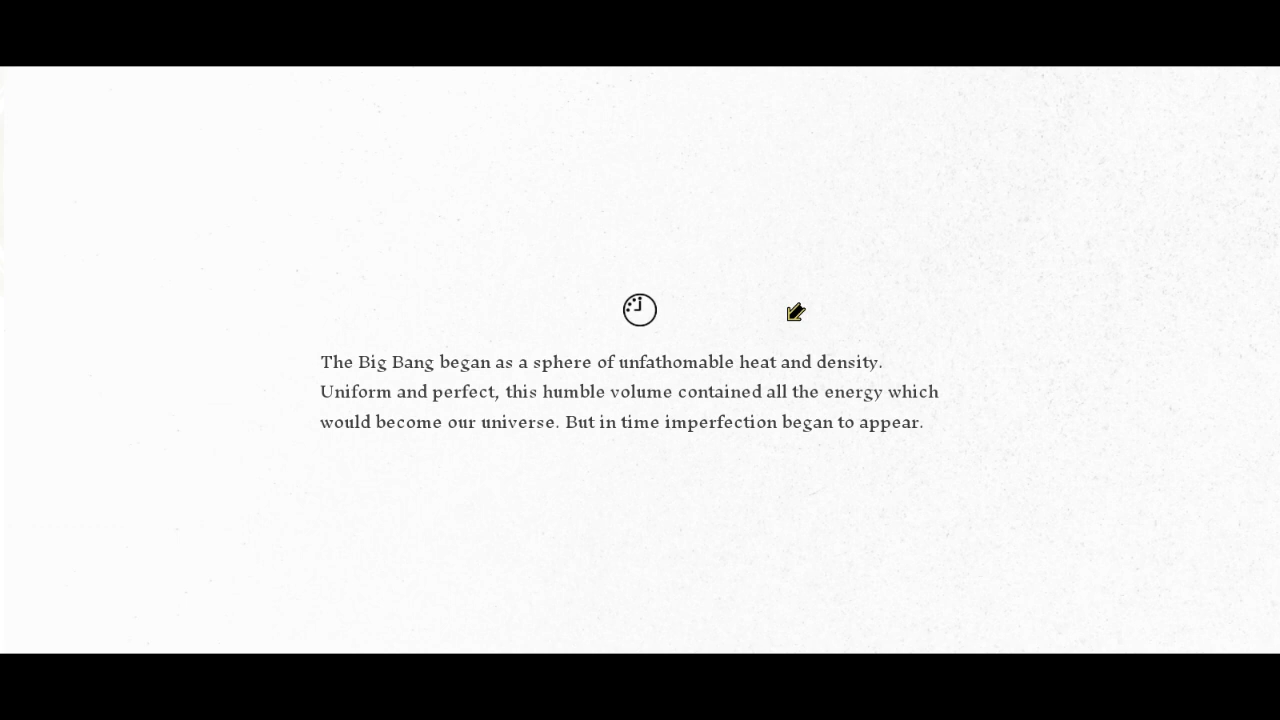 The Big Bang began as a sphere of unfathomable heat and density.
Uniform and perfect, this humble volume contained all the energy which
would become our universe. But in time imperfection began to appear.